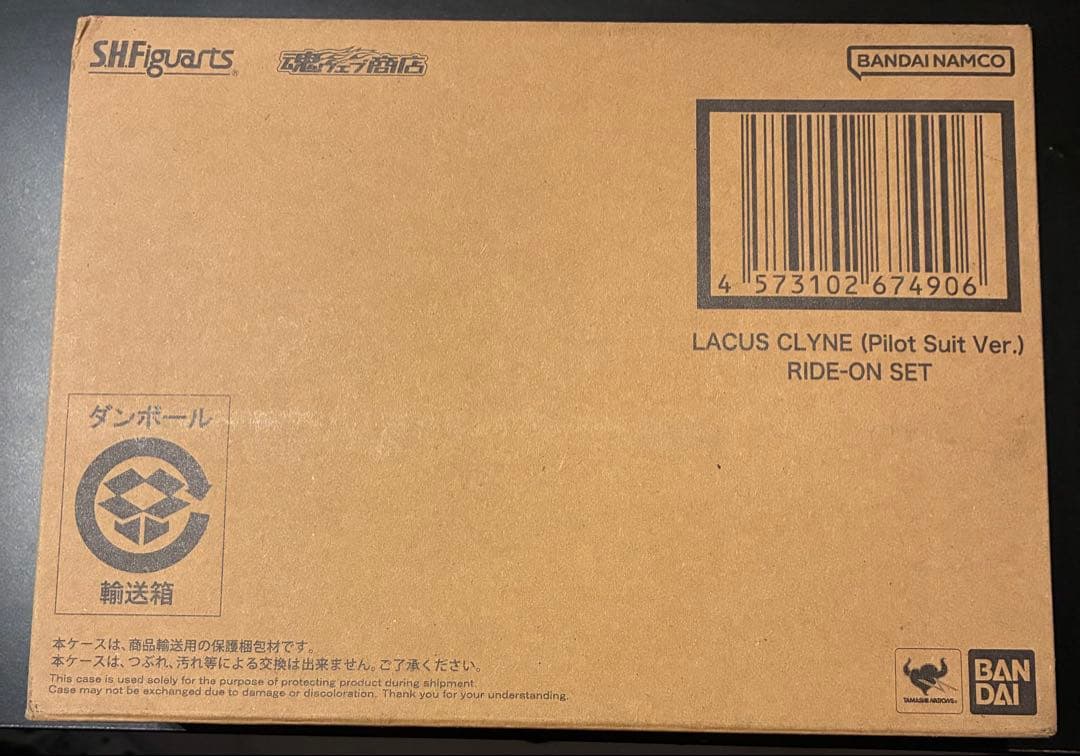 S.H.Figuarts®
魂ウェブ商店
BANDAI NAMCO
4 573102 674906
LACUS CLYNE (Pilot Suit Ver.)
RIDE-ON SET
ダンボール
輸送箱
本ケースは、商品輸送用の保護梱包材です。
本ケースは、つぶれ、汚れ等による交換は出来ません。ご了承ください。
This case is used solely for the purpose of protecting product during shipment.
Case may not be exchanged due to damage or discoloration. Thank you for your understanding.
TAMASHII NATIONS®
BAN
DAI